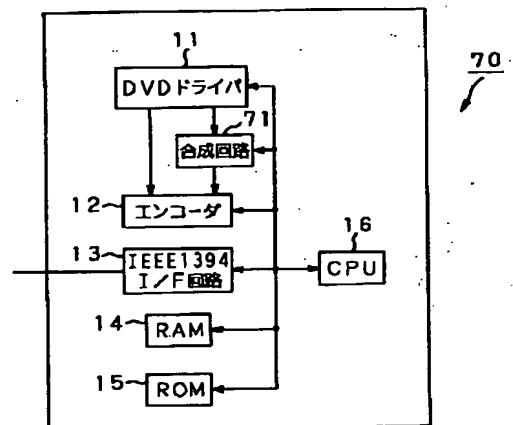 11
70
DVDドライバ
71
合成回路
12
エンコーダ
13
IEEE1394
I/F回路
16
CPU
14
RAM
15
ROM